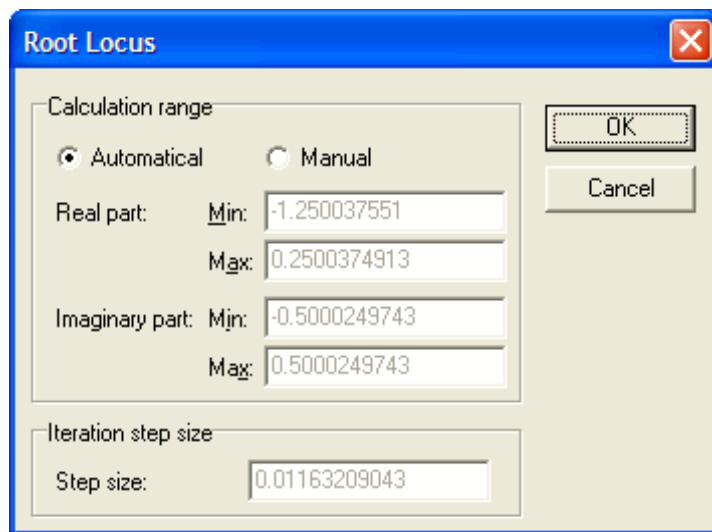 Root Locus
Calculation range
Automatical Manual
OK
Cancel
Real part: Min: -1.250037551
Max: 0.2500374913
Imaginary part: Min: -0.5000249743
Max: 0.5000249743
Iteration step size
Step size: 0.01163209043